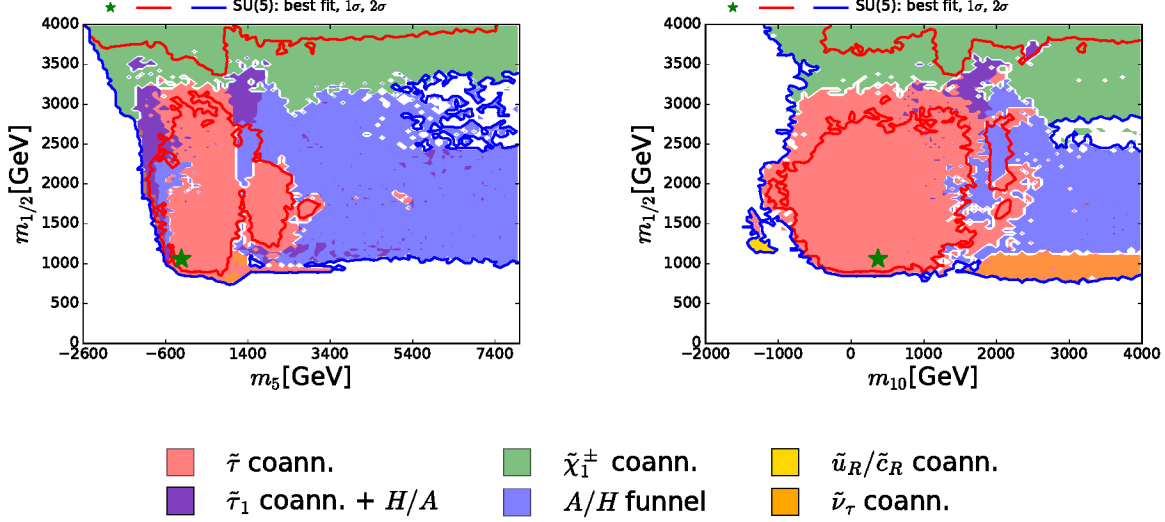 SU(5): best fit, 1σ, 2σ
SU(5): best fit, 1σ, 2σ
4000
3500
3000
2500
2000
1500
1000
500
0
m₁/₂[GeV]
−2600 −600 1400 3400 5400 7400
m₅[GeV]
4000
3500
3000
2500
2000
1500
1000
500
0
m₁/₂[GeV]
−2000 −1000 0 1000 2000 3000 4000
m₁₀[GeV]
τ̃ coann.
χ̃₁± coann.
ũ_R/c̃_R coann.
τ̃₁ coann. + H/A
A/H funnel
ν̃_τ coann.